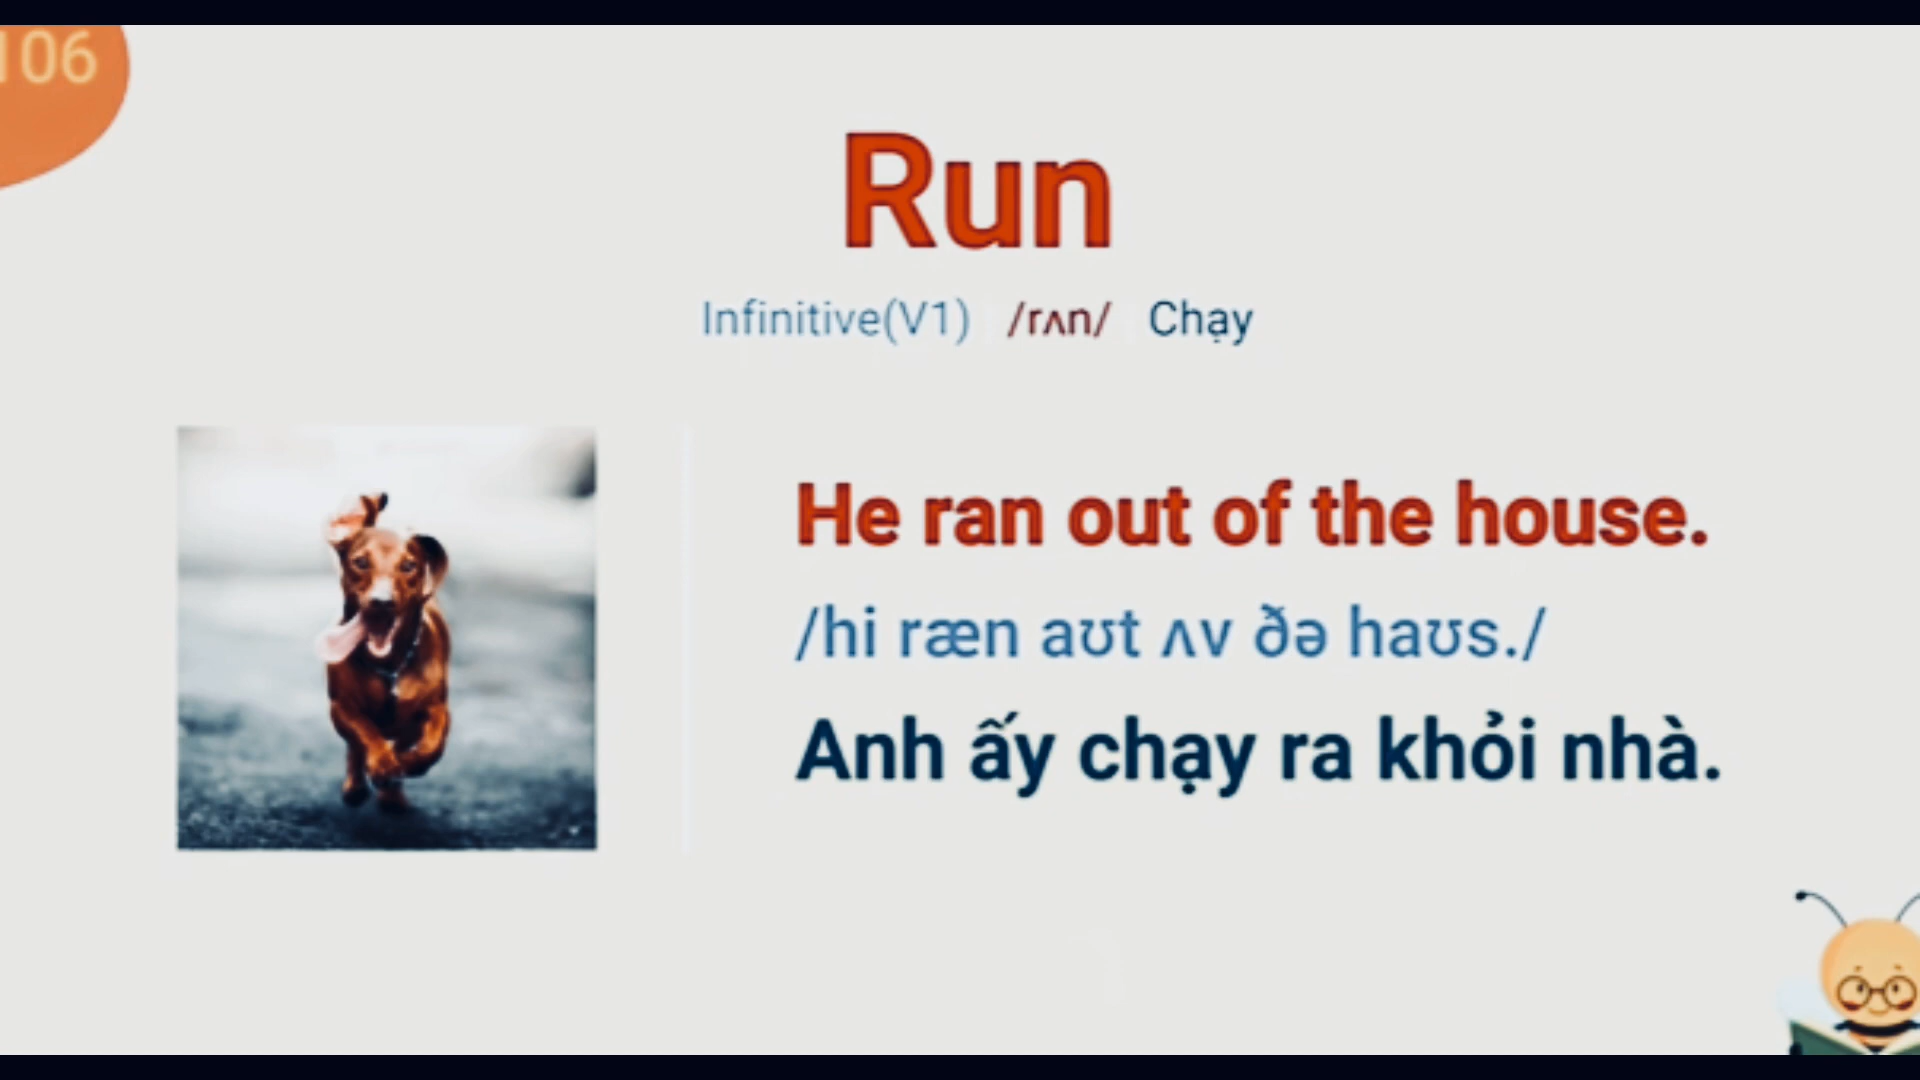 106
Run
Infinitive(V1) /rʌn/ Chạy
He ran out of the house.
/hi ræn aʊt ʌv ðə haʊs./
Anh ấy chạy ra khỏi nhà.